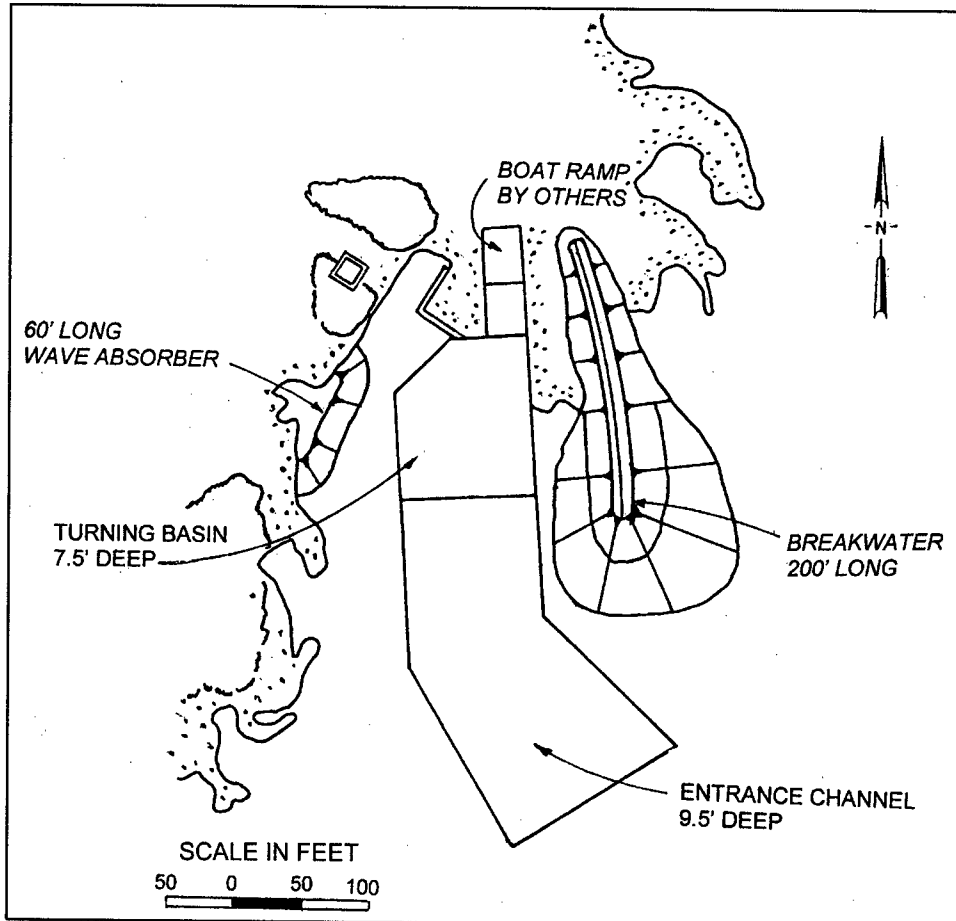 BOAT RAMP
BY OTHERS
N
60' LONG
WAVE ABSORBER
TURNING BASIN
7.5' DEEP
BREAKWATER
200' LONG
ENTRANCE CHANNEL
9.5' DEEP
SCALE IN FEET
50 0 50 100